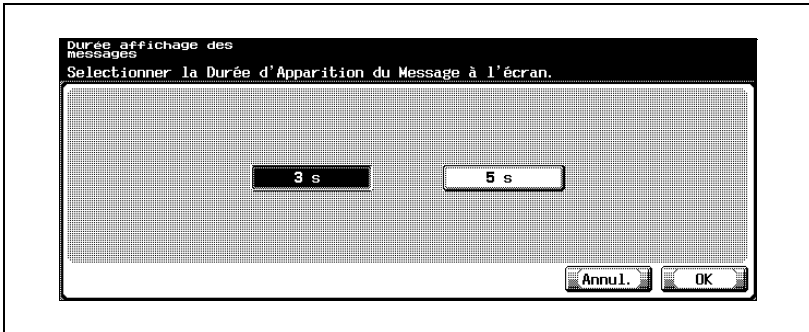 Durée affichage des
messages
Selectionner la Durée d'Apparition du Message à l'écran.
3 s
5 s
Annul.
OK